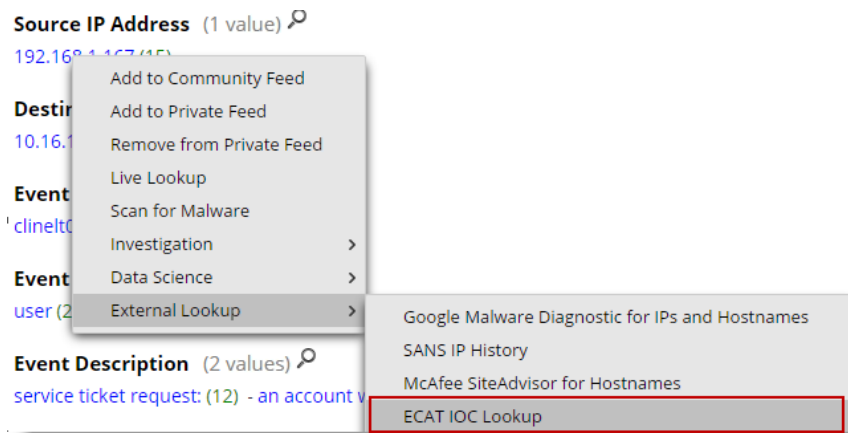 Source IP Address (1 value)
192.168.1.167 (15)
Add to Community Feed
Destin
Add to Private Feed
10.16.1
Remove from Private Feed
Live Lookup
Event
Scan for Malware
clinelt0
Investigation >
Event
Data Science >
user (2
External Lookup >
Google Malware Diagnostic for IPs and Hostnames
SANS IP History
Event Description (2 values)
McAfee SiteAdvisor for Hostnames
service ticket request: (12) - an account w
ECAT IOC Lookup